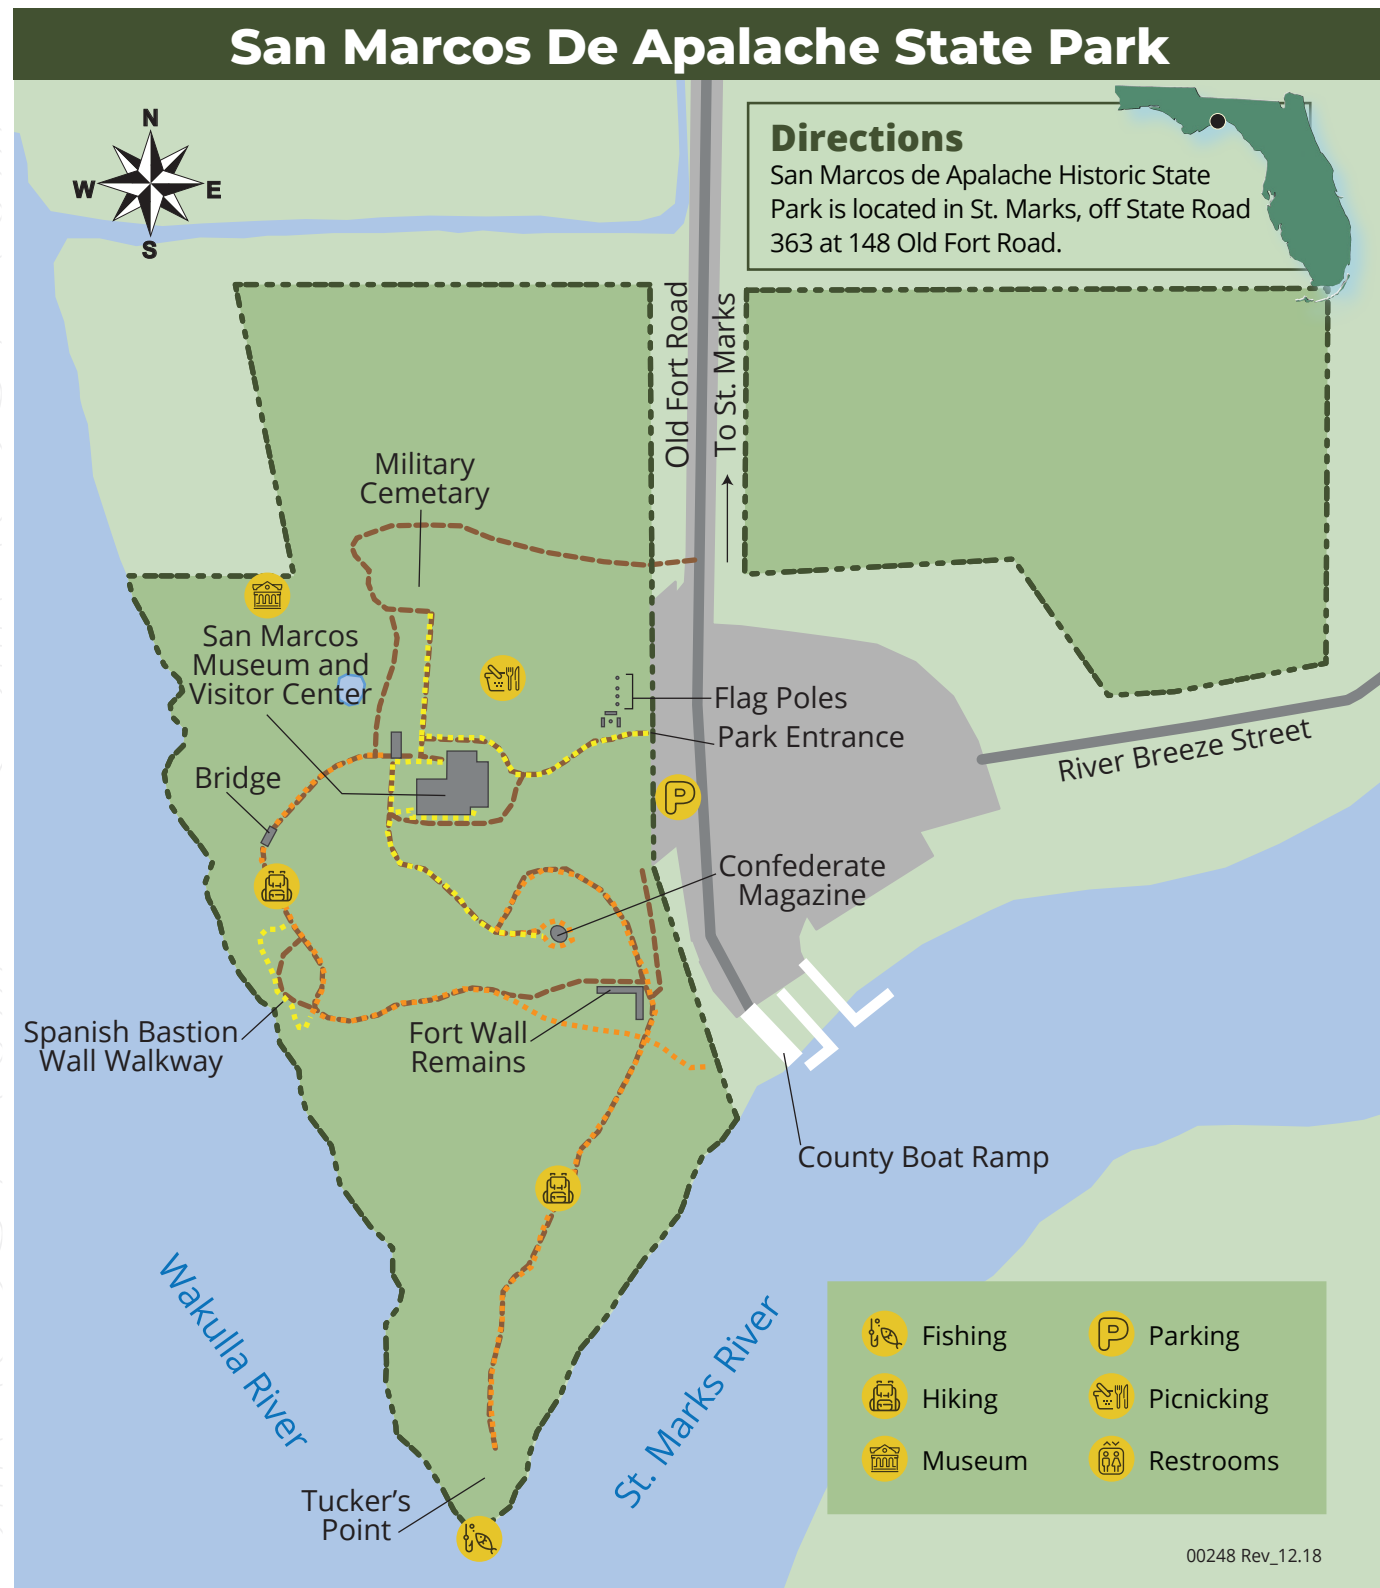 San Marcos De Apalache State Park
N
W
E
S
Directions
San Marcos de Apalache Historic State
Park is located in St. Marks, off State Road
363 at 148 Old Fort Road.
Old Fort Road
To St. Marks
Military
Cemetary
San Marcos
Museum and
Visitor Center
Flag Poles
Park Entrance
River Breeze Street
Bridge
P
Confederate
Magazine
Spanish Bastion
Wall Walkway
Fort Wall
Remains
County Boat Ramp
Wakulla River
St. Marks River
Tucker’s
Point
Fishing
P
Parking
Hiking
Picnicking
Museum
Restrooms
00248 Rev_12.18